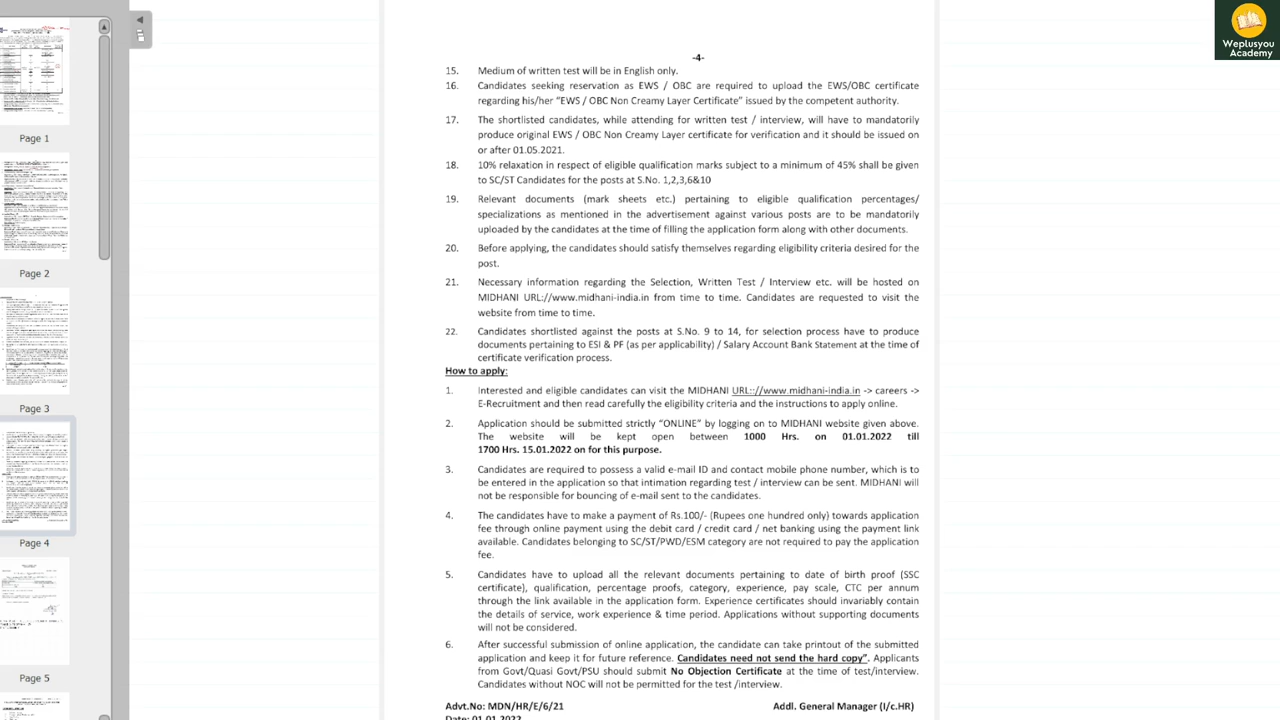 Weplusyou
Academy
Page 1
Page 2
Page 3
Page 4
Page 5
-4-
15. Medium of written test will be in English only.
16. Candidates seeking reservation as EWS / OBC are required to upload the EWS/OBC certificate
regarding his/her "EWS / OBC Non Creamy Layer Certificate" issued by the competent authority.
17. The shortlisted candidates, while attending for written test / interview, will have to mandatorily
produce original EWS / OBC Non Creamy Layer certificate for verification and it should be issued on
or after 01.05.2021.
18. 10% relaxation in respect of eligible qualification marks subject to a minimum of 45% shall be given
to SC/ST Candidates for the posts at S.No. 1,2,3,6&10
19. Relevant documents (mark sheets etc.) pertaining to eligible qualification percentages/
specializations as mentioned in the advertisement against various posts are to be mandatorily
uploaded by the candidates at the time of filling the application form along with other documents.
20. Before applying, the candidates should satisfy themselves regarding eligibility criteria desired for the
post.
21. Necessary information regarding the Selection, Written Test / Interview etc. will be hosted on
MIDHANI URL://www.midhani-india.in from time to time. Candidates are requested to visit the
website from time to time.
22. Candidates shortlisted against the posts at S.No. 9 to 14, for selection process have to produce
documents pertaining to ESI & PF (as per applicability) / Salary Account Bank Statement at the time of
certificate verification process.
How to apply:
1. Interested and eligible candidates can visit the MIDHANI URL:://www.midhani-india.in -> careers ->
E-Recruitment and then read carefully the eligibility criteria and the instructions to apply online.
2. Application should be submitted strictly "ONLINE" by logging on to MIDHANI website given above.
The website will be kept open between 1000 Hrs. on 01.01.2022 till
1700 Hrs. 15.01.2022 on for this purpose.
3. Candidates are required to possess a valid e-mail ID and correct mobile phone number, which is to
be entered in the application so that intimation regarding test / interview can be sent. MIDHANI will
not be responsible for bouncing of e-mail sent to the candidates.
4. The candidates have to make a payment of Rs.100/- (Rupees one hundred only) towards application
fee through online payment using the debit card / credit card / net banking using the payment link
available. Candidates belonging to SC/ST/PWD/ESM category are not required to pay the application
fee.
5. Candidates have to upload all the relevant documents pertaining to date of birth proof (SSC
certificate), qualification, percentage proofs, category, experience, pay scale, CTC per annum
through the link available in the application form. Experience certificates should invariably contain
the details of service, work experience & time period. Applications without supporting documents
will not be considered.
6. After successful submission of online application, the candidate can take printout of the submitted
application and keep it for future reference. Candidates need not send the hard copy". Applicants
from Govt/Quasi Govt/PSU should submit No Objection Certificate at the time of test/interview.
Candidates without NOC will not be permitted for the test /interview.
Advt.No: MDN/HR/E/6/21 Addl. General Manager (I/c.HR)
Date: 01.01.2022